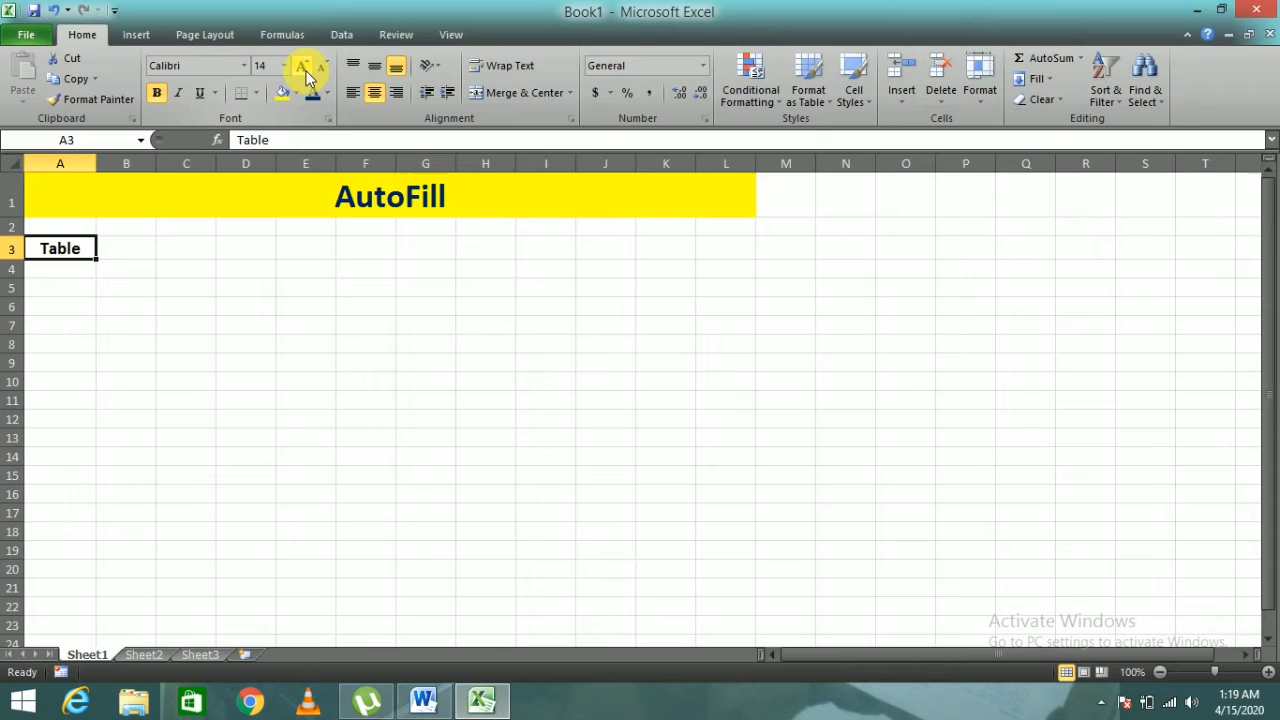 Book1 - Microsoft Excel
File Home Insert Page Layout Formulas Data Review View
Cut
Copy
Format Painter
Paste
Clipboard
Calibri 14
B I U
Font
Wrap Text
Merge & Center
Alignment
General
$ % ,
Number
Conditional Formatting
Format as Table
Cell Styles
Styles
Insert Delete Format
Cells
AutoSum
Fill
Clear
Sort & Filter
Find & Select
Editing
A3 fx Table
A B C D E F G H I J K L M N O P Q R S T
1 AutoFill
2
3 Table
4
5
6
7
8
9
10
11
12
13
14
15
16
17
18
19
20
21
22
23
24
Activate Windows
Go to PC settings to activate Windows.
Sheet1 Sheet2 Sheet3
Ready 100%
W X
1:19 AM
4/15/2020